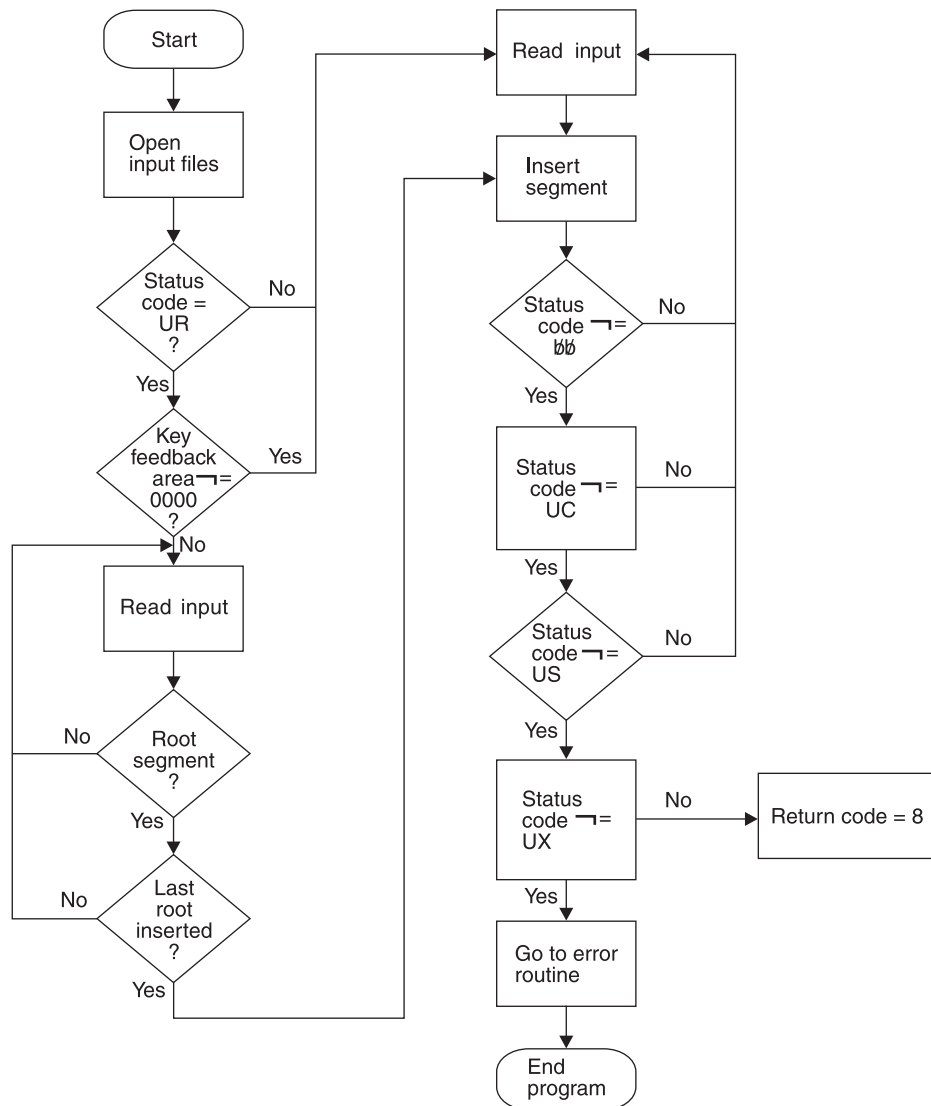 Start
Open
input files
Status
code =
UR
?
No
Yes
Key
feedback
area ¬=
0000
?
Yes
No
Read input
Root
segment
?
No
Yes
Last
root
inserted
?
No
Yes
Read input
Insert
segment
Status
code ¬=
b̸b̸
No
Yes
Status
code ¬=
UC
No
Yes
Status
code ¬=
US
No
Yes
Status
code ¬=
UX
No
Return code = 8
Yes
Go to error
routine
End
program